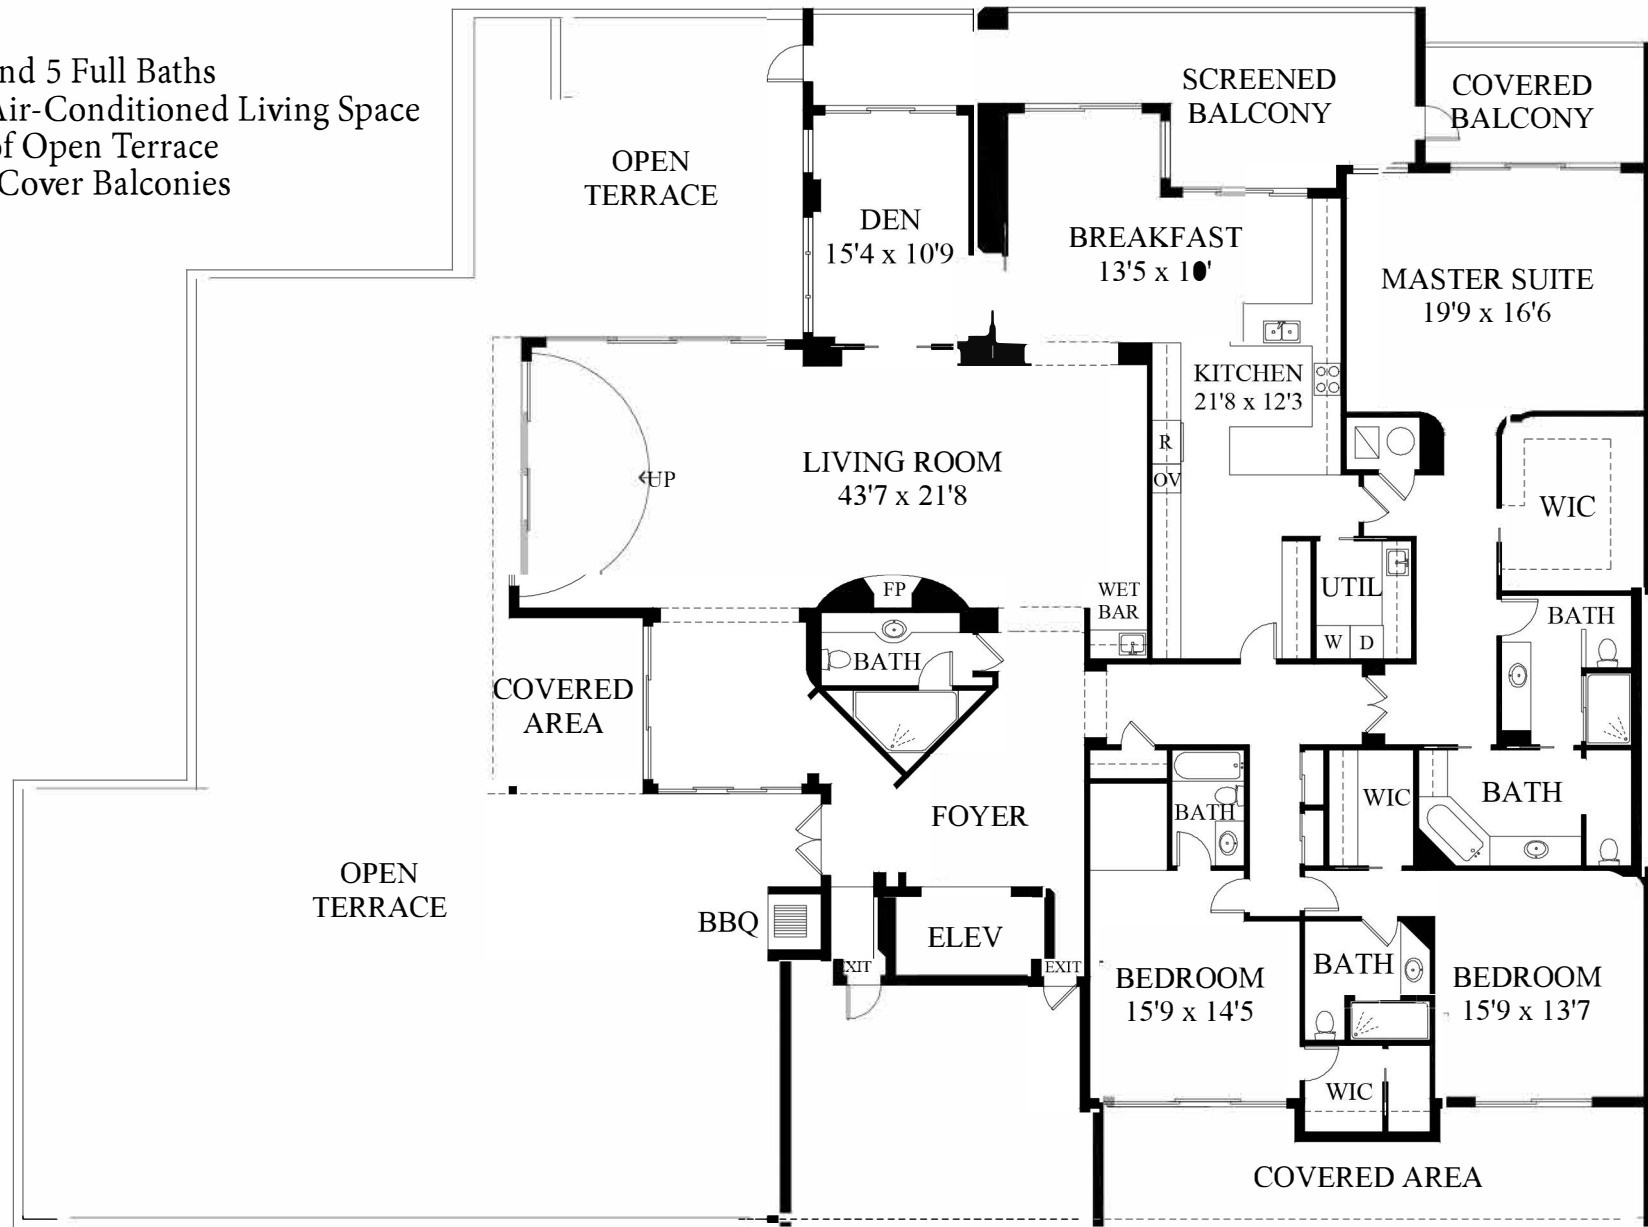 nd 5 Full Baths
Air-Conditioned Living Space
of Open Terrace
Cover Balconies
SCREENED
BALCONY
COVERED
BALCONY
OPEN
TERRACE
DEN
15'4 x 10'9
BREAKFAST
13'5 x 10'
MASTER SUITE
19'9 x 16'6
KITCHEN
21'8 x 12'3
R
OV
UP
LIVING ROOM
43'7 x 21'8
WIC
FP
WET
BAR
UTIL
W D
BATH
BATH
COVERED
AREA
FOYER
BATH
WIC
BATH
OPEN
TERRACE
BBQ
ELEV
EXIT
EXIT
BEDROOM
15'9 x 14'5
BATH
BEDROOM
15'9 x 13'7
WIC
COVERED AREA